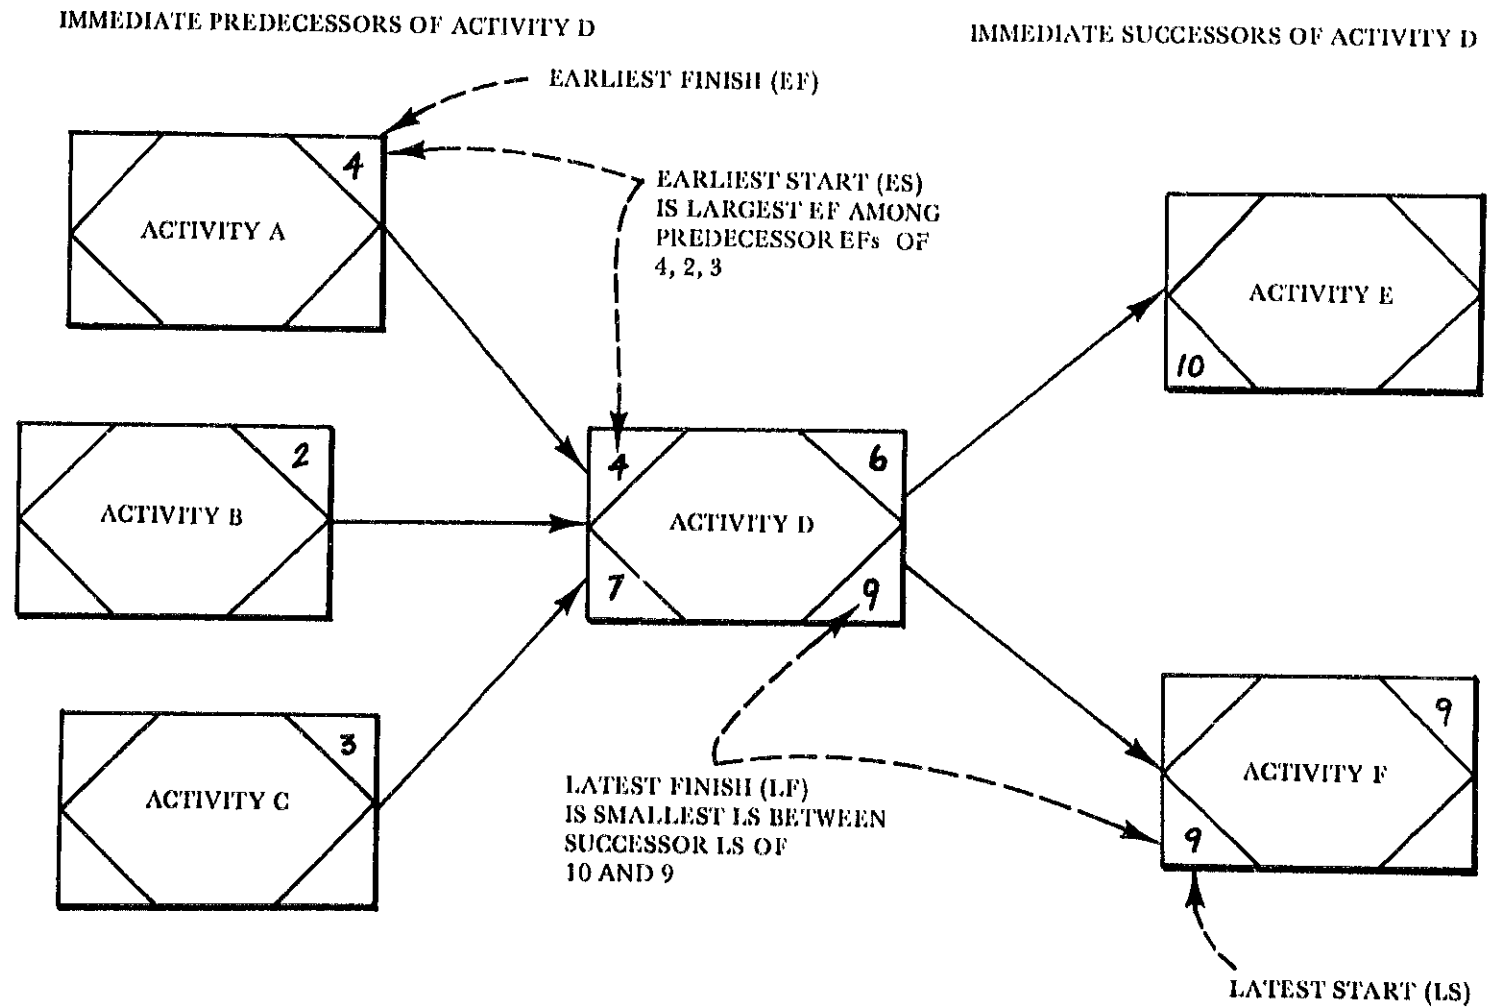 IMMEDIATE PREDECESSORS OF ACTIVITY D
IMMEDIATE SUCCESSORS OF ACTIVITY D
EARLIEST FINISH (EF)
4
ACTIVITY A
EARLIEST START (ES)
IS LARGEST EF AMONG
PREDECESSOR EFs OF
4, 2, 3
ACTIVITY E
10
2
ACTIVITY B
4
6
ACTIVITY D
7
9
3
ACTIVITY C
LATEST FINISH (LF)
IS SMALLEST LS BETWEEN
SUCCESSOR LS OF
10 AND 9
9
ACTIVITY F
9
LATEST START (LS)